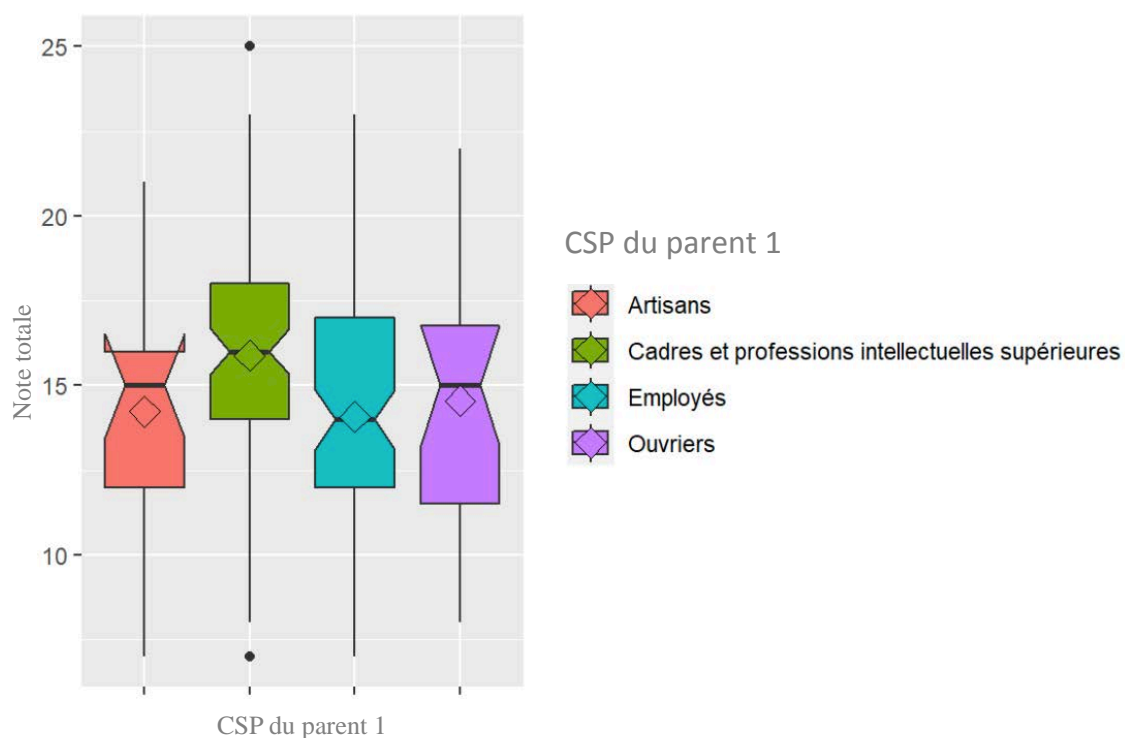 25
20
15
10
Note totale
CSP du parent 1
CSP du parent 1
Artisans
Cadres et professions intellectuelles supérieures
Employés
Ouvriers